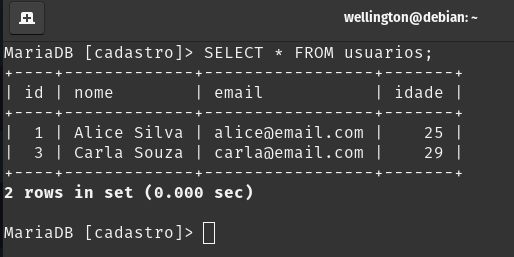 wellington@debian: ~
MariaDB [cadastro]> SELECT * FROM usuarios;
+----+-------------+-----------------+-------+
| id | nome        | email           | idade |
+----+-------------+-----------------+-------+
|  1 | Alice Silva | alice@email.com |    25 |
|  3 | Carla Souza | carla@email.com |    29 |
+----+-------------+-----------------+-------+
2 rows in set (0.000 sec)
MariaDB [cadastro]>